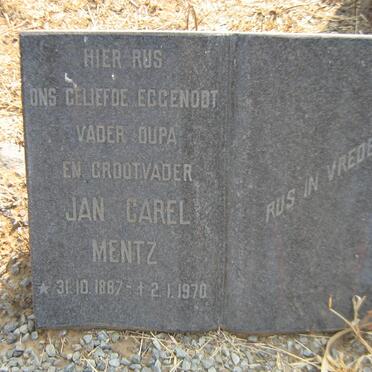 HIER RUS
ONS GELIEFDE EGGENOOT
VADER OUPA
EN GROOTVADER
JAN CAREL
MENTZ
* 31.10.1887 - † 2.1.1970
RUS IN VREDE